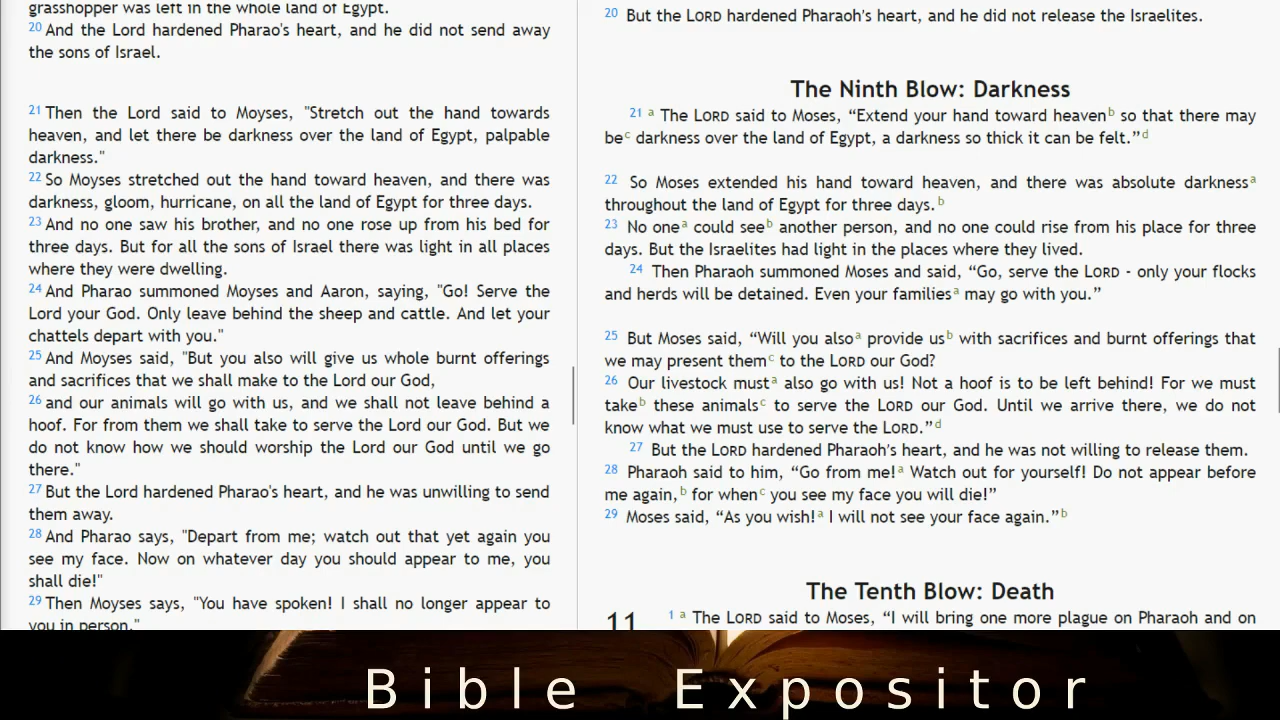 grasshopper was left in the whole land of Egypt.
20 And the Lord hardened Pharao's heart, and he did not send away
the sons of Israel.
21 Then the Lord said to Moyses, "Stretch out the hand towards
heaven, and let there be darkness over the land of Egypt, palpable
darkness."
22 So Moyses stretched out the hand toward heaven, and there was
darkness, gloom, hurricane, on all the land of Egypt for three days.
23 And no one saw his brother, and no one rose up from his bed for
three days. But for all the sons of Israel there was light in all places
where they were dwelling.
24 And Pharao summoned Moyses and Aaron, saying, "Go! Serve the
Lord your God. Only leave behind the sheep and cattle. And let your
chattels depart with you."
25 And Moyses said, "But you also will give us whole burnt offerings
and sacrifices that we shall make to the Lord our God,
26 and our animals will go with us, and we shall not leave behind a
hoof. For from them we shall take to serve the Lord our God. But we
do not know how we should worship the Lord our God until we go
there."
27 But the Lord hardened Pharao's heart, and he was unwilling to send
them away.
28 And Pharao says, "Depart from me; watch out that yet again you
see my face. Now on whatever day you should appear to me, you
shall die!"
29 Then Moyses says, "You have spoken! I shall no longer appear to
you in person."
20 But the LORD hardened Pharaoh's heart, and he did not release the Israelites.
The Ninth Blow: Darkness
21 a The LORD said to Moses, “Extend your hand toward heaven b so that there may
be c darkness over the land of Egypt, a darkness so thick it can be felt.” d
22 So Moses extended his hand toward heaven, and there was absolute darkness a
throughout the land of Egypt for three days. b
23 No one a could see b another person, and no one could rise from his place for three
days. But the Israelites had light in the places where they lived.
24 Then Pharaoh summoned Moses and said, “Go, serve the LORD - only your flocks
and herds will be detained. Even your families a may go with you.”
25 But Moses said, “Will you also a provide us b with sacrifices and burnt offerings that
we may present them c to the LORD our God?
26 Our livestock must a also go with us! Not a hoof is to be left behind! For we must
take b these animals c to serve the LORD our God. Until we arrive there, we do not
know what we must use to serve the LORD.” d
27 But the LORD hardened Pharaoh's heart, and he was not willing to release them.
28 Pharaoh said to him, “Go from me! a Watch out for yourself! Do not appear before
me again, b for when c you see my face you will die!”
29 Moses said, “As you wish! a I will not see your face again.” b
The Tenth Blow: Death
11 1 a The LORD said to Moses, “I will bring one more plague on Pharaoh and on
Bible Expositor